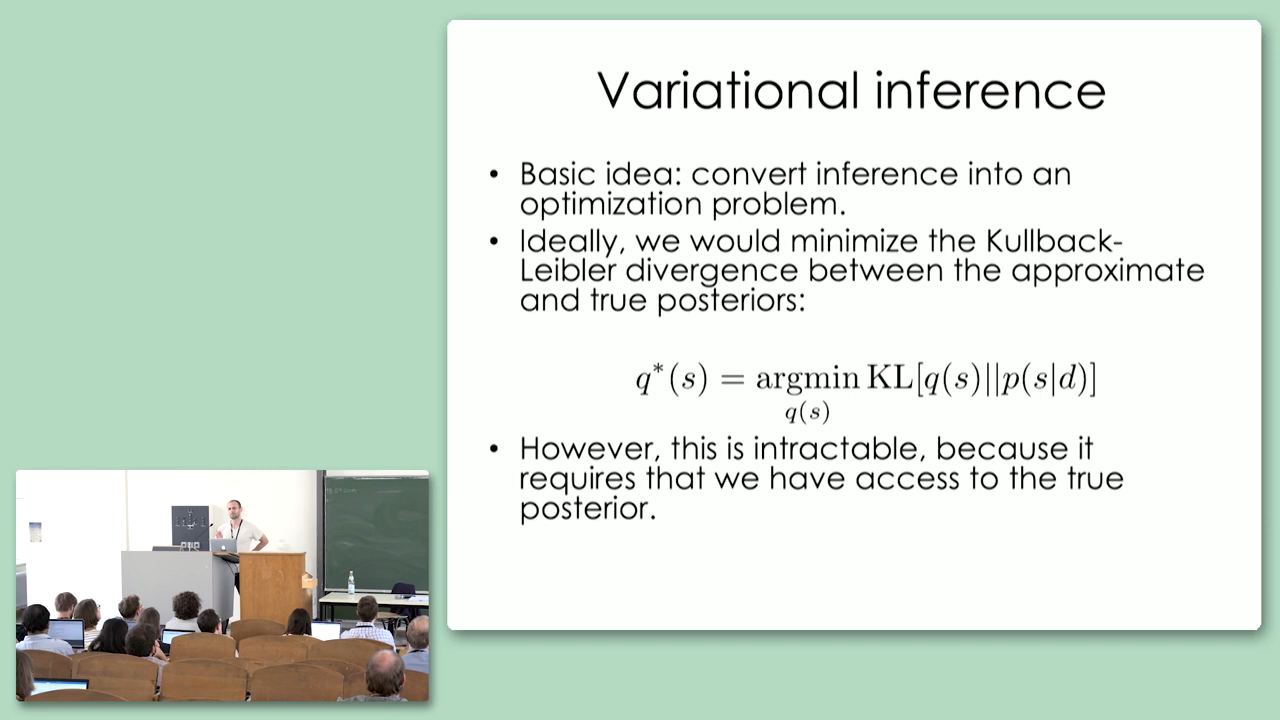 Variational inference
• Basic idea: convert inference into an
optimization problem.
• Ideally, we would minimize the Kullback-
Leibler divergence between the approximate
and true posteriors:
q*(s) = argmin KL[q(s)||p(s|d)]
q(s)
• However, this is intractable, because it
requires that we have access to the true
posterior.